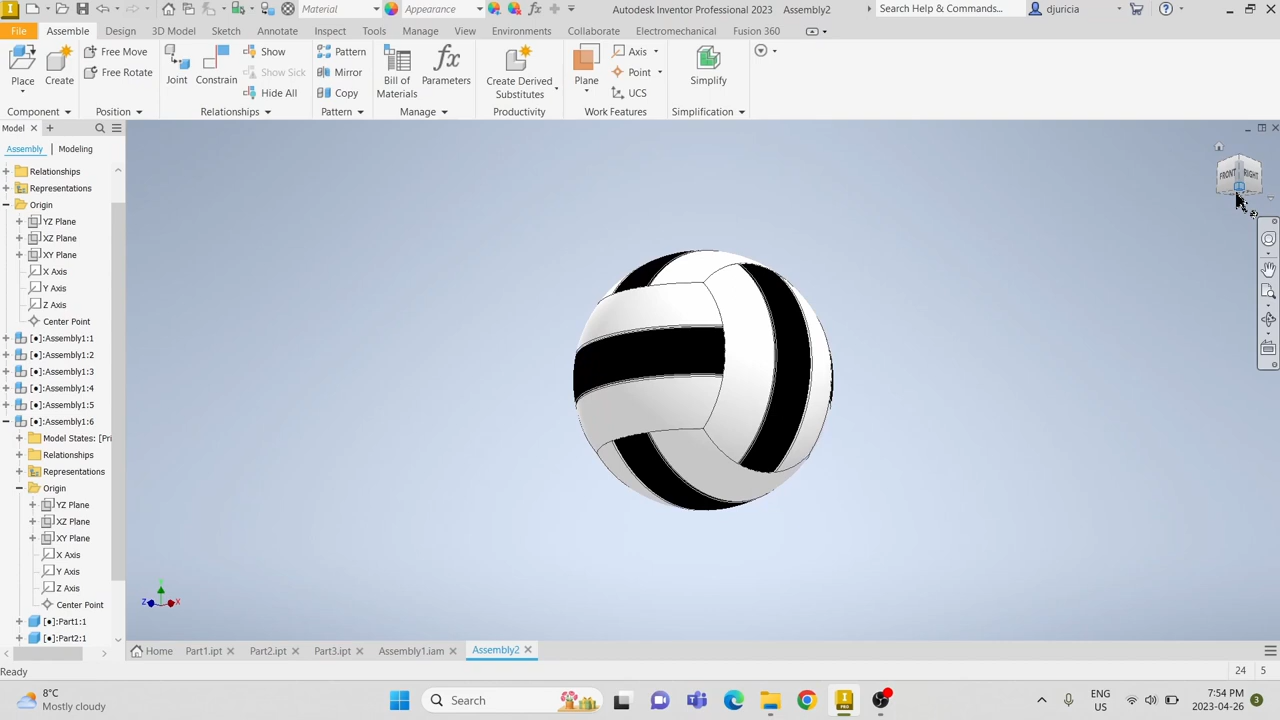 Material
Appearance
Autodesk Inventor Professional 2023 Assembly2
Search Help & Commands...
djuricia
File Assemble Design 3D Model Sketch Annotate Inspect Tools Manage View Environments Collaborate Electromechanical Fusion 360
Place
Create
Free Move
Free Rotate
Joint
Constrain
Show
Show Sick
Hide All
Pattern
Mirror
Copy
Bill of
Materials
Parameters
Create Derived
Substitutes
Plane
Axis
Point
UCS
Simplify
Component Position Relationships Pattern Manage Productivity Work Features Simplification
Model
Assembly Modeling
Relationships
Representations
Origin
YZ Plane
XZ Plane
XY Plane
X Axis
Y Axis
Z Axis
Center Point
[●]:Assembly1:1
[●]:Assembly1:2
[●]:Assembly1:3
[●]:Assembly1:4
[●]:Assembly1:5
[●]:Assembly1:6
Model States: [Pri
Relationships
Representations
Origin
YZ Plane
XZ Plane
XY Plane
X Axis
Y Axis
Z Axis
Center Point
[●]:Part1:1
[●]:Part2:1
FRONT RIGHT
Y
Z X
Home Part1.ipt Part2.ipt Part3.ipt Assembly1.iam Assembly2
Ready
24 5
8°C
Mostly cloudy
Search
ENG
US
7:54 PM
2023-04-26
3